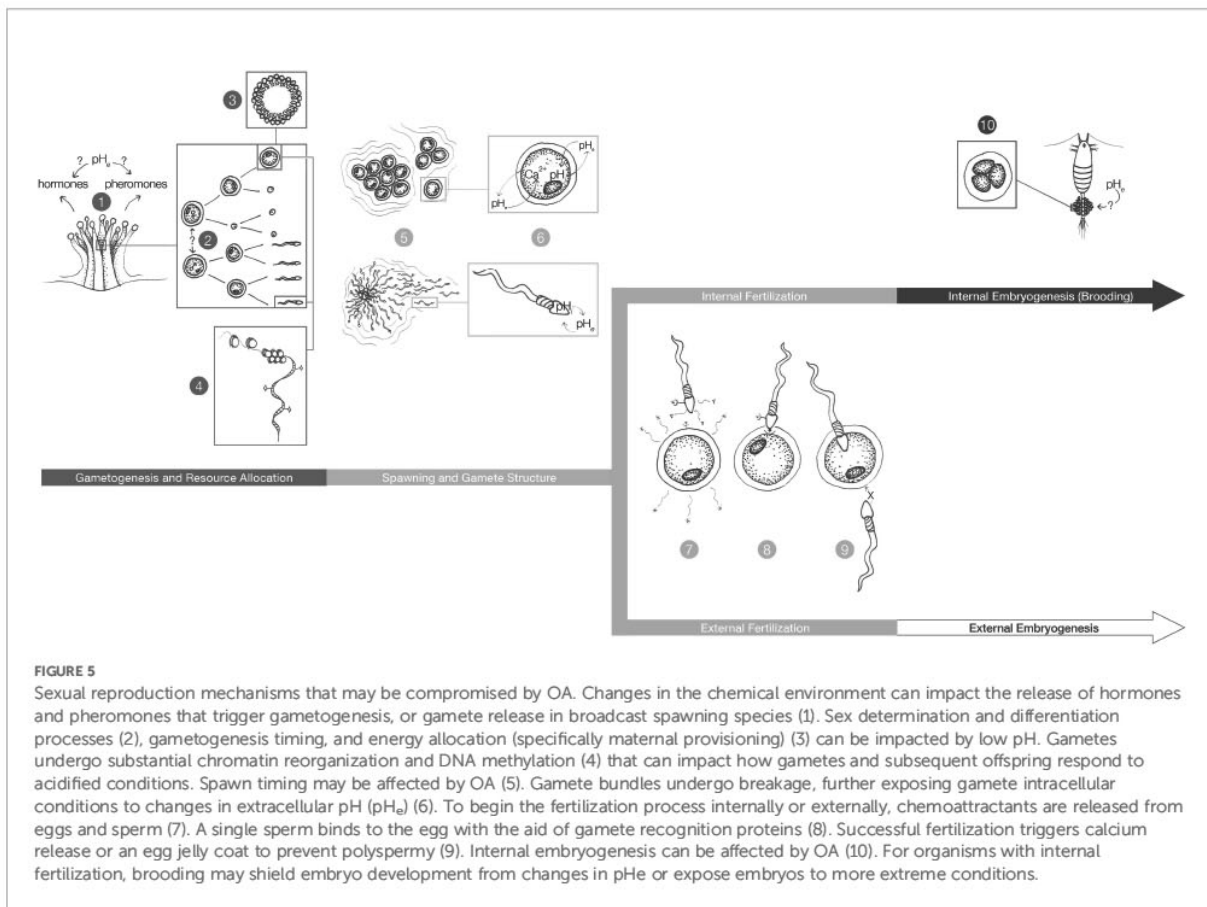 3
10
? pHe ?
hormones
pheromones
1
2
?
pHe
Ca
pH
pHe
5
6
pHe
?
pH
pHe
Internal Fertilization
Internal Embryogenesis (Brooding)
4
Gametogenesis and Resource Allocation
Spawning and Gamete Structure
X
7
8
9
External Fertilization
External Embryogenesis
FIGURE 5
Sexual reproduction mechanisms that may be compromised by OA. Changes in the chemical environment can impact the release of hormones
and pheromones that trigger gametogenesis, or gamete release in broadcast spawning species (1). Sex determination and differentiation
processes (2), gametogenesis timing, and energy allocation (specifically maternal provisioning) (3) can be impacted by low pH. Gametes
undergo substantial chromatin reorganization and DNA methylation (4) that can impact how gametes and subsequent offspring respond to
acidified conditions. Spawn timing may be affected by OA (5). Gamete bundles undergo breakage, further exposing gamete intracellular
conditions to changes in extracellular pH (pHe) (6). To begin the fertilization process internally or externally, chemoattractants are released from
eggs and sperm (7). A single sperm binds to the egg with the aid of gamete recognition proteins (8). Successful fertilization triggers calcium
release or an egg jelly coat to prevent polyspermy (9). Internal embryogenesis can be affected by OA (10). For organisms with internal
fertilization, brooding may shield embryo development from changes in pHe or expose embryos to more extreme conditions.